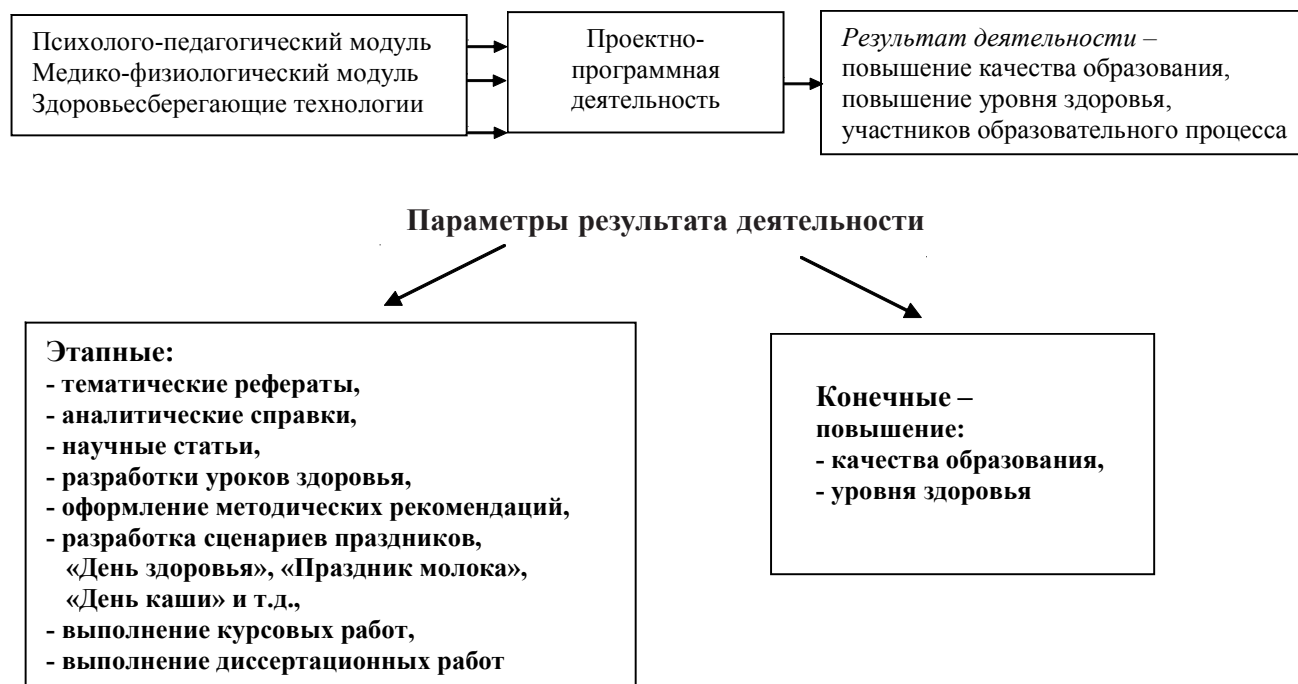 Психолого-педагогический модуль
Медико-физиологический модуль
Здоровьесберегающие технологии
Проектно-
программная
деятельность
Результат деятельности –
повышение качества образования,
повышение уровня здоровья,
участников образовательного процесса
Параметры результата деятельности
Этапные:
- тематические рефераты,
- аналитические справки,
- научные статьи,
- разработки уроков здоровья,
- оформление методических рекомендаций,
- разработка сценариев праздников,
«День здоровья», «Праздник молока»,
«День каши» и т.д.,
- выполнение курсовых работ,
- выполнение диссертационных работ
Конечные –
повышение:
- качества образования,
- уровня здоровья